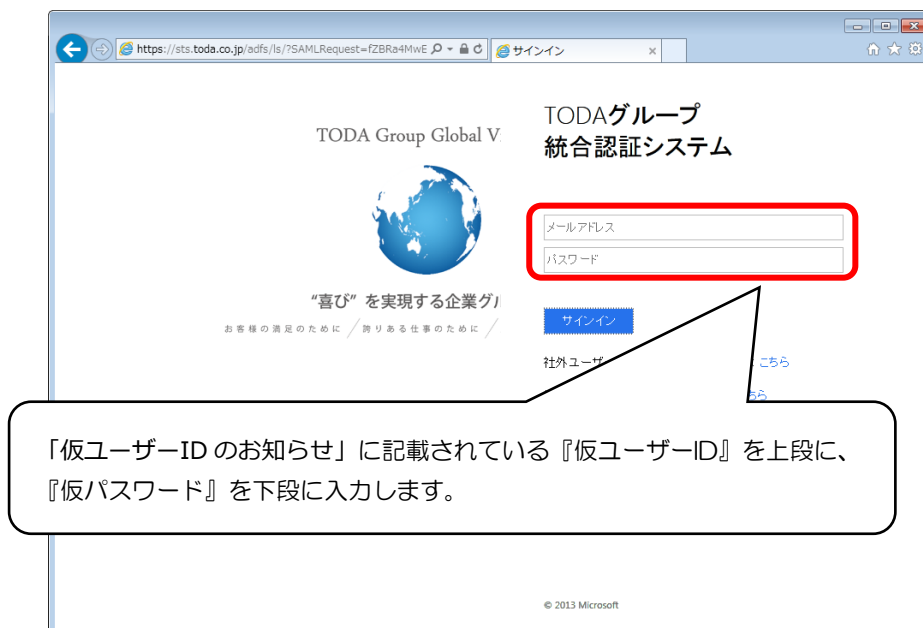 https://sts.toda.co.jp/adfs/ls/?SAMLRequest=fZBRa4MwE
サインイン
TODAグループ
統合認証システム
TODA Group Global V
メール アドレス
パスワード
“喜び” を実現する企業グル
お客様の満足のために ╱ 誇りある仕事のために ╱
サインイン
社外ユーザ
こちら
ちら
「仮ユーザーID のお知らせ」に記載されている『仮ユーザーID』を上段に、
『仮パスワード』を下段に入力します。
© 2013 Microsoft